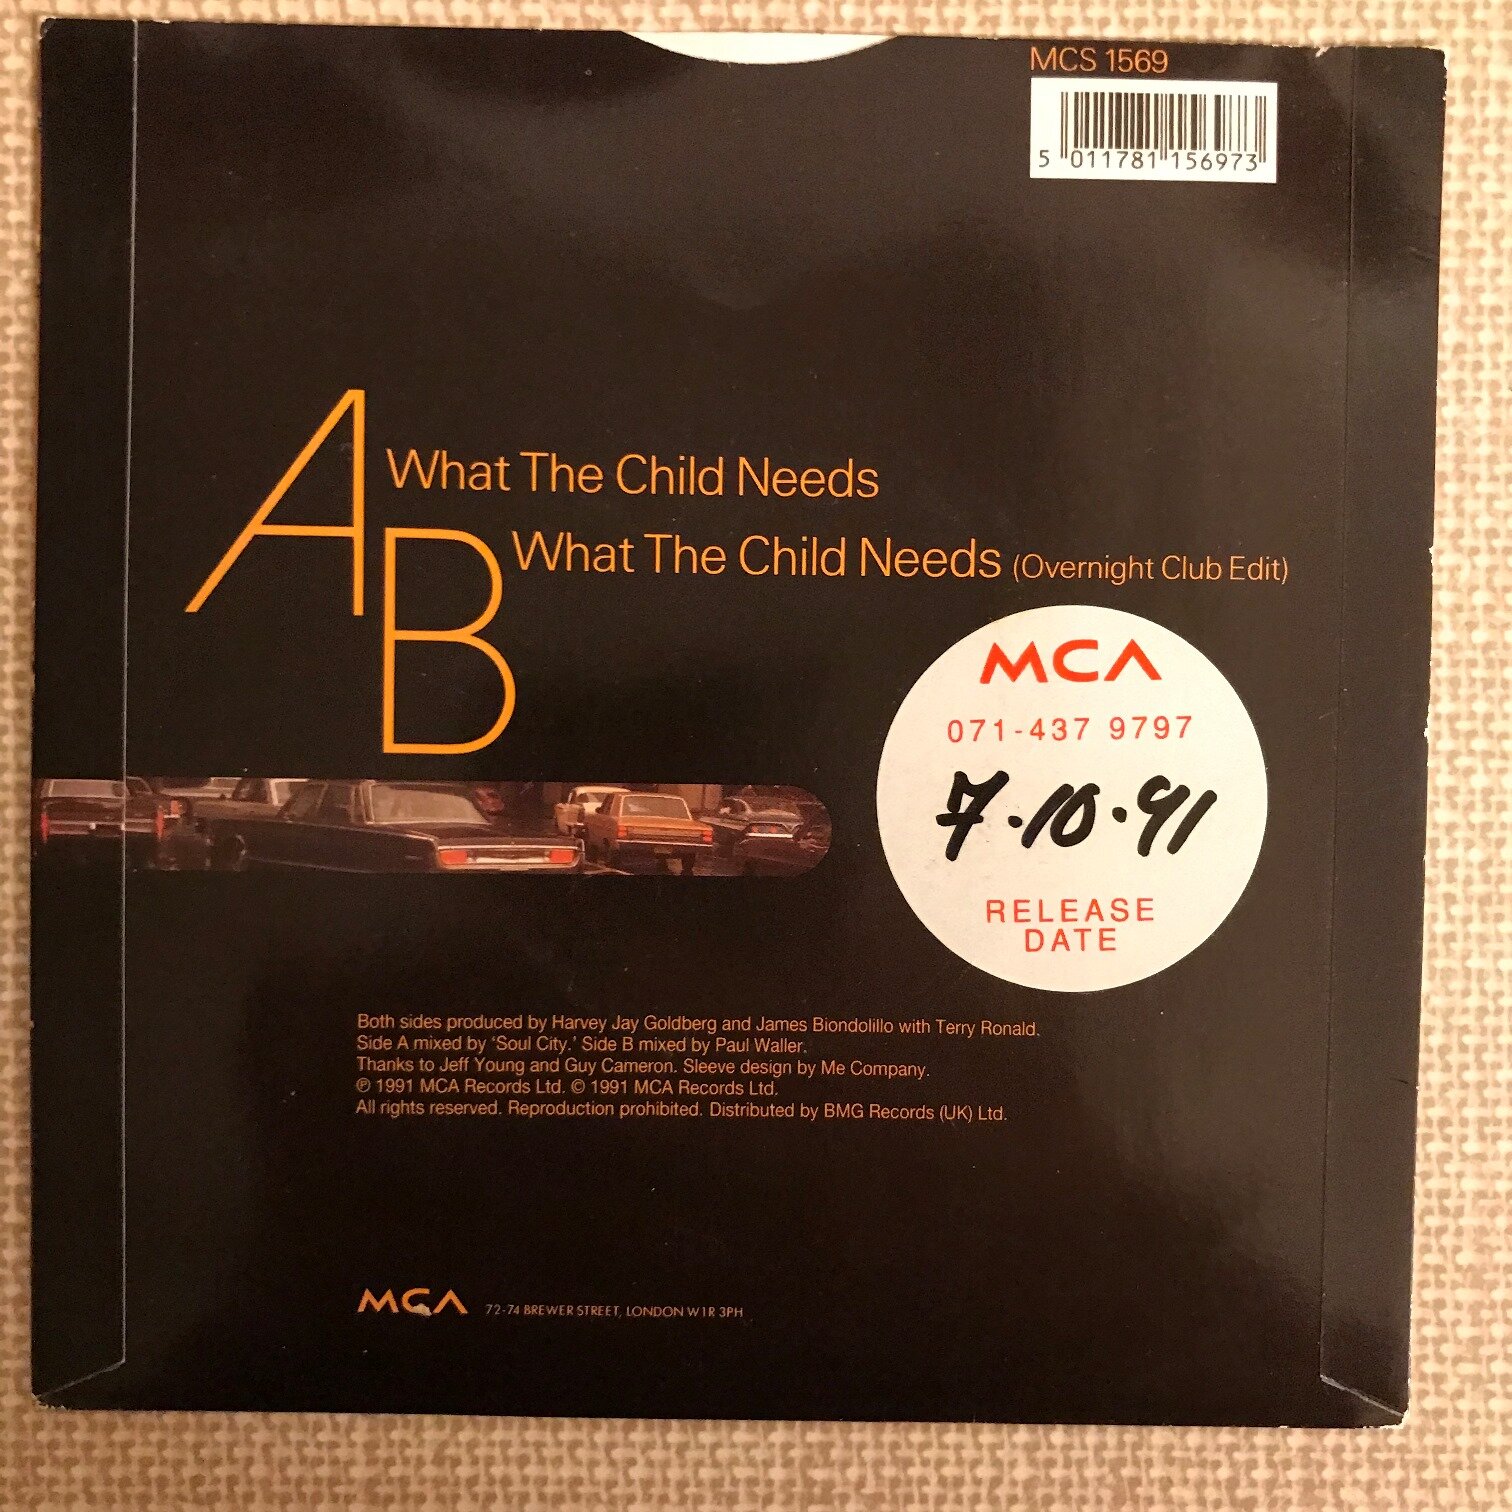 MCS 1569
5 011781 156973
A What The Child Needs
B What The Child Needs (Overnight Club Edit)
MCA
071-437 9797
7·10·91
RELEASE
DATE
Both sides produced by Harvey Jay Goldberg and James Biondolillo with Terry Ronald.
Side A mixed by 'Soul City.' Side B mixed by Paul Waller.
Thanks to Jeff Young and Guy Cameron. Sleeve design by Me Company.
℗ 1991 MCA Records Ltd. © 1991 MCA Records Ltd.
All rights reserved. Reproduction prohibited. Distributed by BMG Records (UK) Ltd.
MCA 72-74 BREWER STREET, LONDON W1R 3PH